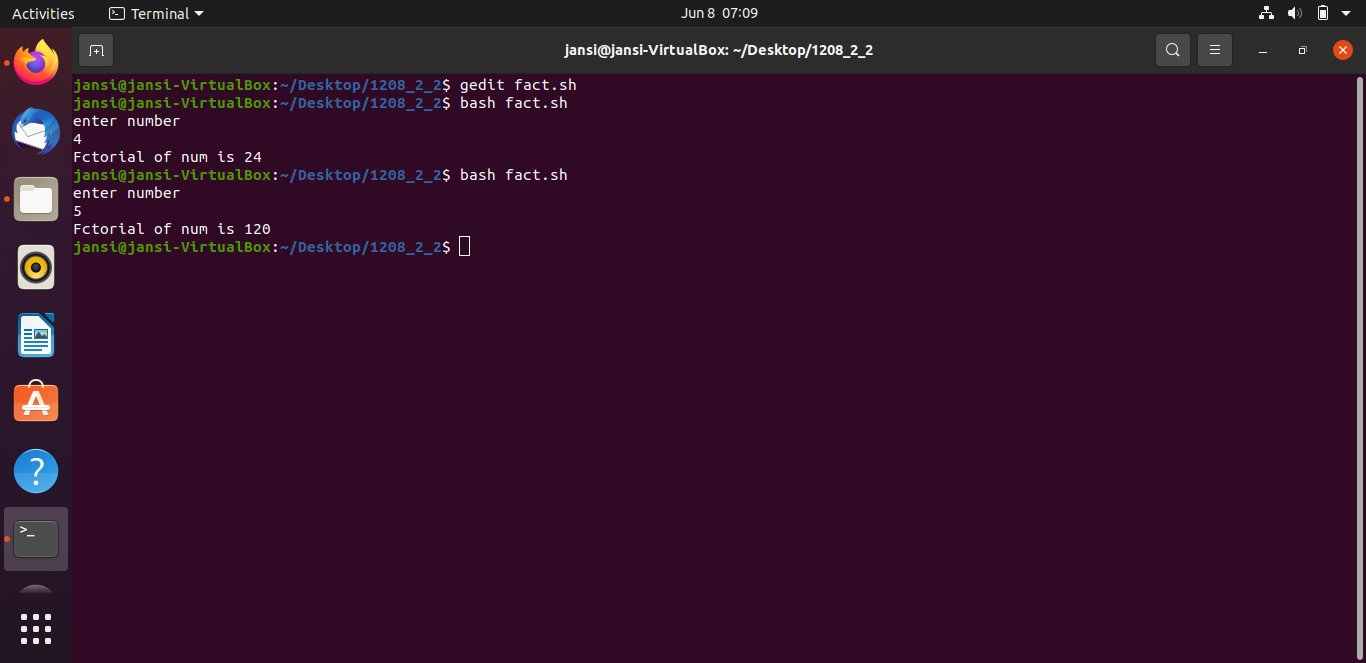 Activities Terminal Jun 8 07:09
jansi@jansi-VirtualBox: ~/Desktop/1208_2_2
jansi@jansi-VirtualBox:~/Desktop/1208_2_2$ gedit fact.sh
jansi@jansi-VirtualBox:~/Desktop/1208_2_2$ bash fact.sh
enter number
4
Fctorial of num is 24
jansi@jansi-VirtualBox:~/Desktop/1208_2_2$ bash fact.sh
enter number
5
Fctorial of num is 120
jansi@jansi-VirtualBox:~/Desktop/1208_2_2$